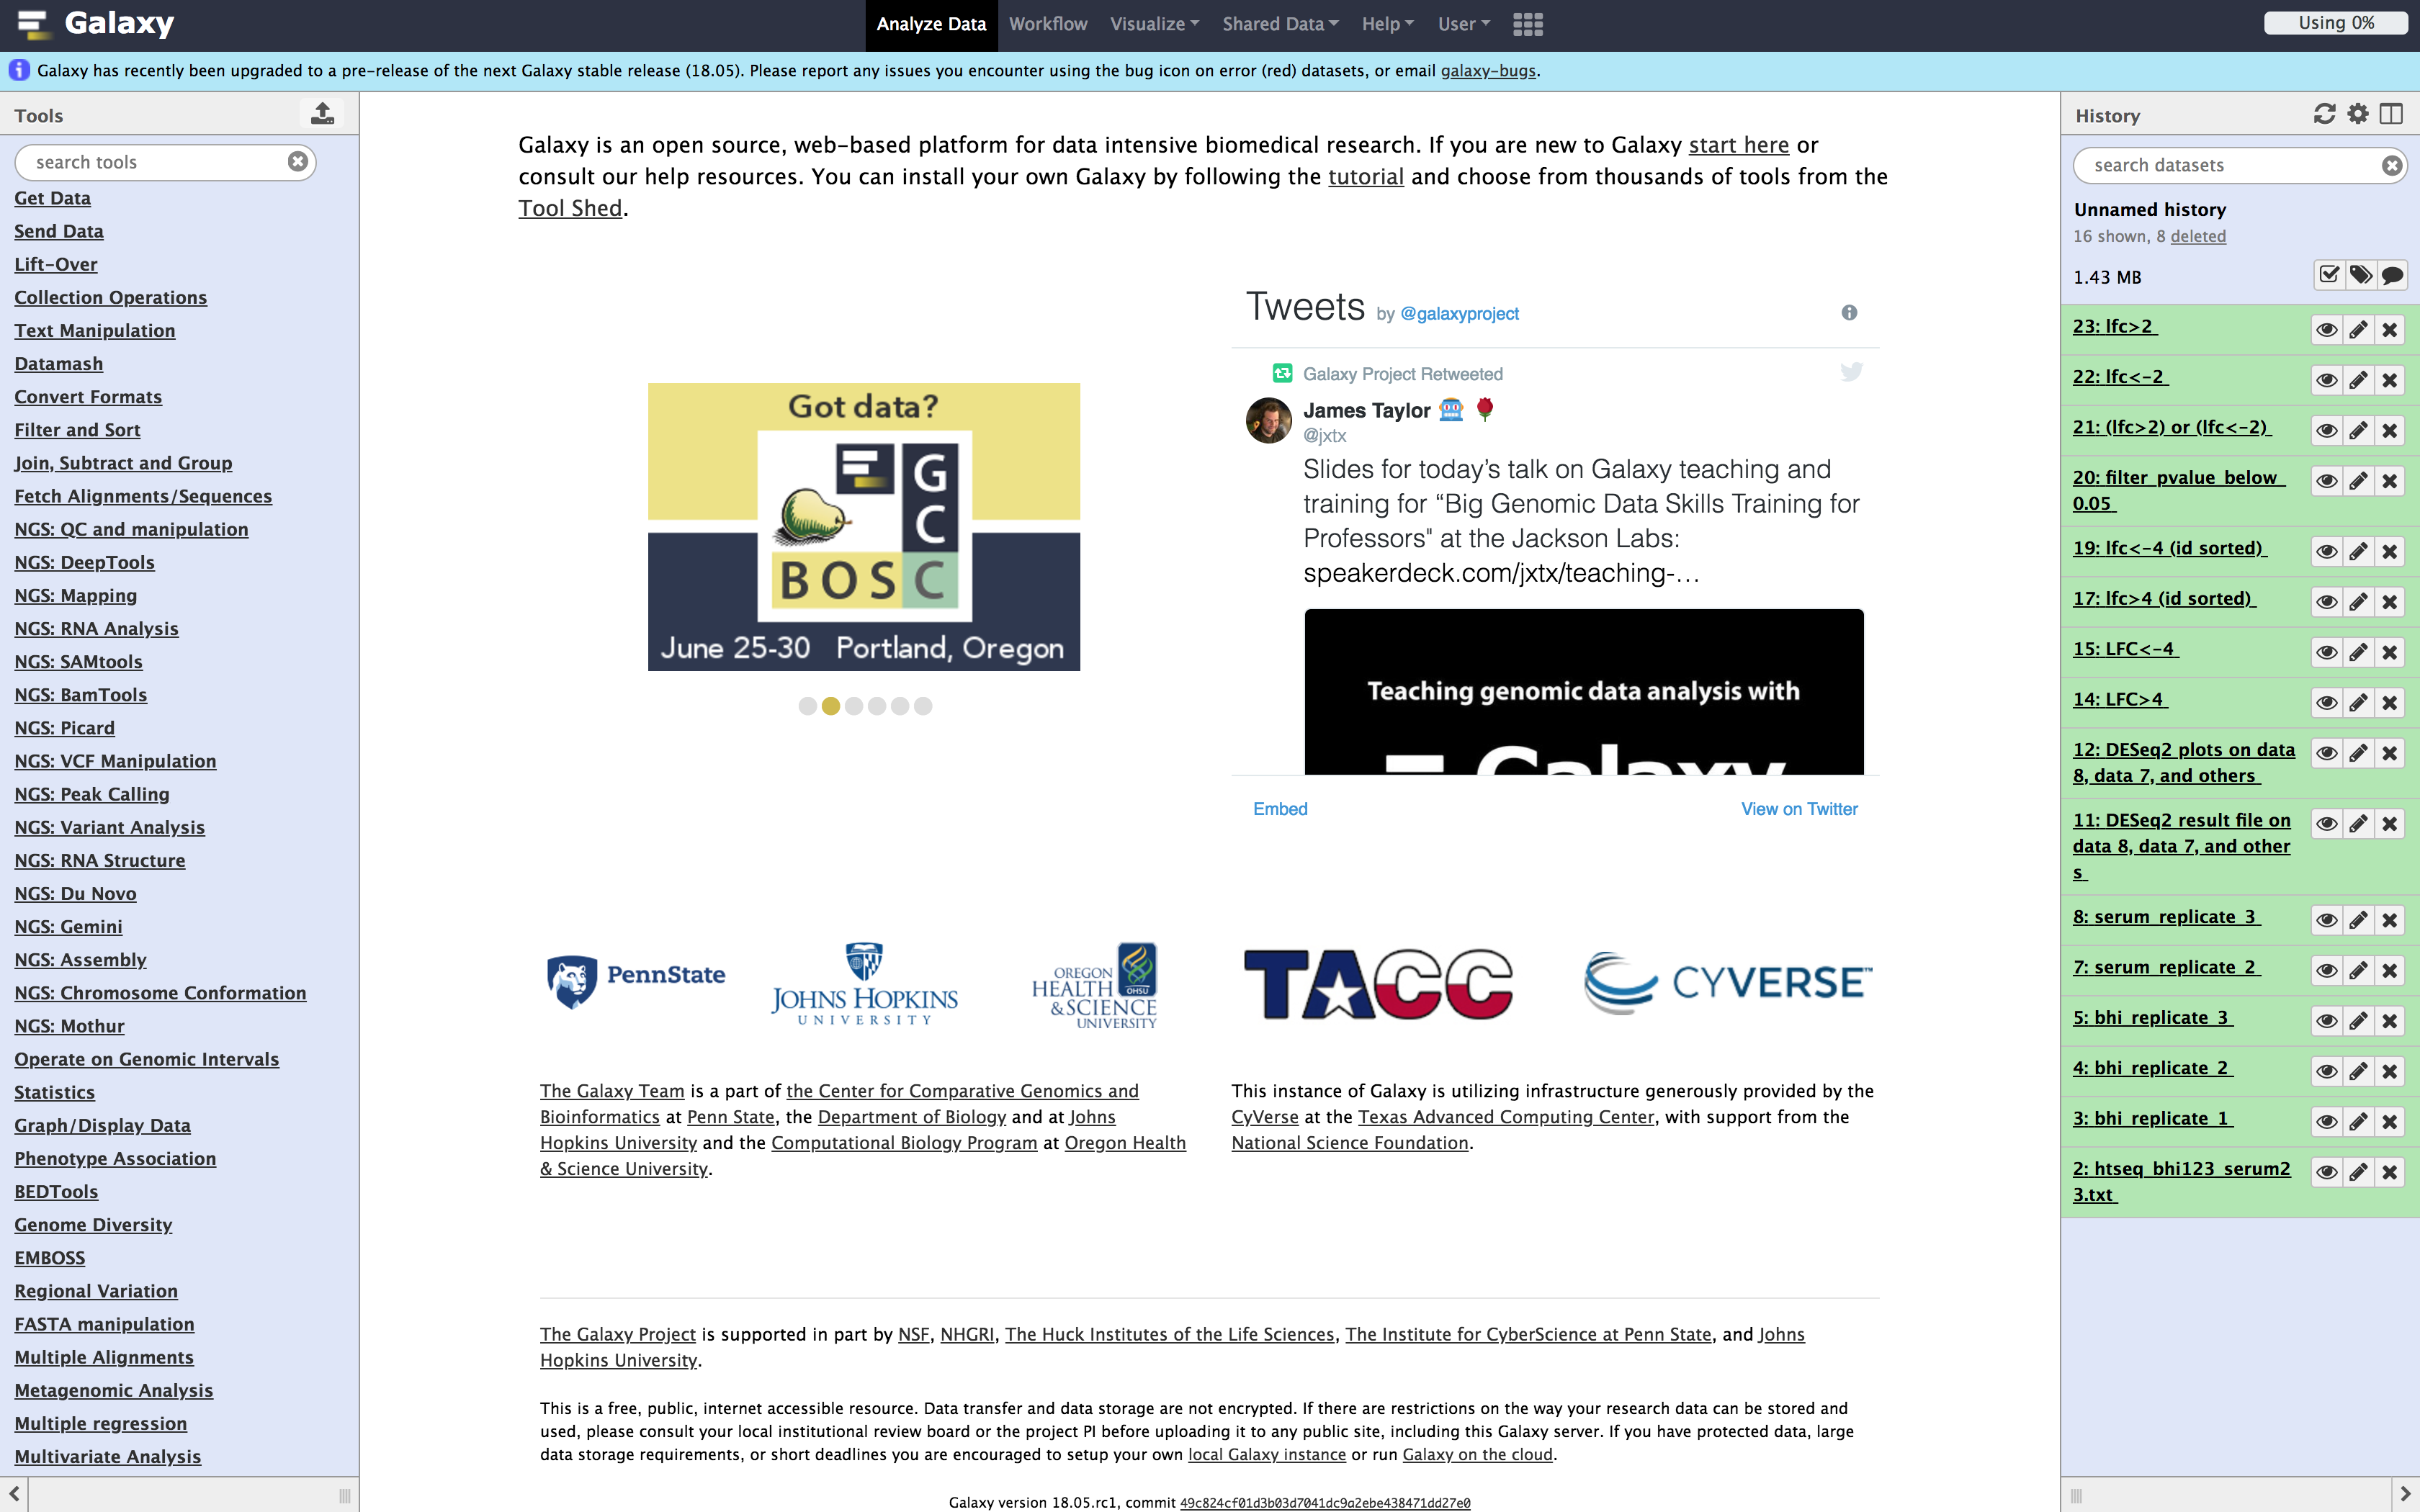 Galaxy
Analyze Data
Workflow
Visualize
Shared Data
Help
User
Using 0%
Galaxy has recently been upgraded to a pre-release of the next Galaxy stable release (18.05). Please report any issues you encounter using the bug icon on error (red) datasets, or email galaxy-bugs.
Tools
search tools
Get Data
Send Data
Lift-Over
Collection Operations
Text Manipulation
Datamash
Convert Formats
Filter and Sort
Join, Subtract and Group
Fetch Alignments/Sequences
NGS: QC and manipulation
NGS: DeepTools
NGS: Mapping
NGS: RNA Analysis
NGS: SAMtools
NGS: BamTools
NGS: Picard
NGS: VCF Manipulation
NGS: Peak Calling
NGS: Variant Analysis
NGS: RNA Structure
NGS: Du Novo
NGS: Gemini
NGS: Assembly
NGS: Chromosome Conformation
NGS: Mothur
Operate on Genomic Intervals
Statistics
Graph/Display Data
Phenotype Association
BEDTools
Genome Diversity
EMBOSS
Regional Variation
FASTA manipulation
Multiple Alignments
Metagenomic Analysis
Multiple regression
Multivariate Analysis
Galaxy is an open source, web-based platform for data intensive biomedical research. If you are new to Galaxy start here or
consult our help resources. You can install your own Galaxy by following the tutorial and choose from thousands of tools from the
Tool Shed.
Got data?
G
C
BOSC
June 25-30 Portland, Oregon
Tweets by @galaxyproject
Galaxy Project Retweeted
James Taylor
@jxtx
Slides for today’s talk on Galaxy teaching and
training for “Big Genomic Data Skills Training for
Professors" at the Jackson Labs:
speakerdeck.com/jxtx/teaching-…
Teaching genomic data analysis with
Galaxy
Embed
View on Twitter
PennState
JOHNS HOPKINS
UNIVERSITY
OREGON
HEALTH
&SCIENCE
UNIVERSITY
OHSU
TACC
CYVERSE™
The Galaxy Team is a part of the Center for Comparative Genomics and
Bioinformatics at Penn State, the Department of Biology and at Johns
Hopkins University and the Computational Biology Program at Oregon Health
& Science University.
This instance of Galaxy is utilizing infrastructure generously provided by the
CyVerse at the Texas Advanced Computing Center, with support from the
National Science Foundation.
The Galaxy Project is supported in part by NSF, NHGRI, The Huck Institutes of the Life Sciences, The Institute for CyberScience at Penn State, and Johns
Hopkins University.
This is a free, public, internet accessible resource. Data transfer and data storage are not encrypted. If there are restrictions on the way your research data can be stored and
used, please consult your local institutional review board or the project PI before uploading it to any public site, including this Galaxy server. If you have protected data, large
data storage requirements, or short deadlines you are encouraged to setup your own local Galaxy instance or run Galaxy on the cloud.
Galaxy version 18.05.rc1, commit 49c824cf01d3b03d7041dc9a2ebe438471dd27e0
History
search datasets
Unnamed history
16 shown, 8 deleted
1.43 MB
23: lfc>2
22: lfc<-2
21: (lfc>2) or (lfc<-2)
20: filter_pvalue_below_
0.05
19: lfc<-4 (id sorted)
17: lfc>4 (id sorted)
15: LFC<-4
14: LFC>4
12: DESeq2 plots on data
8, data 7, and others
11: DESeq2 result file on
data 8, data 7, and other
s
8: serum_replicate_3
7: serum_replicate_2
5: bhi_replicate_3
4: bhi_replicate_2
3: bhi_replicate_1
2: htseq_bhi123_serum2
3.txt